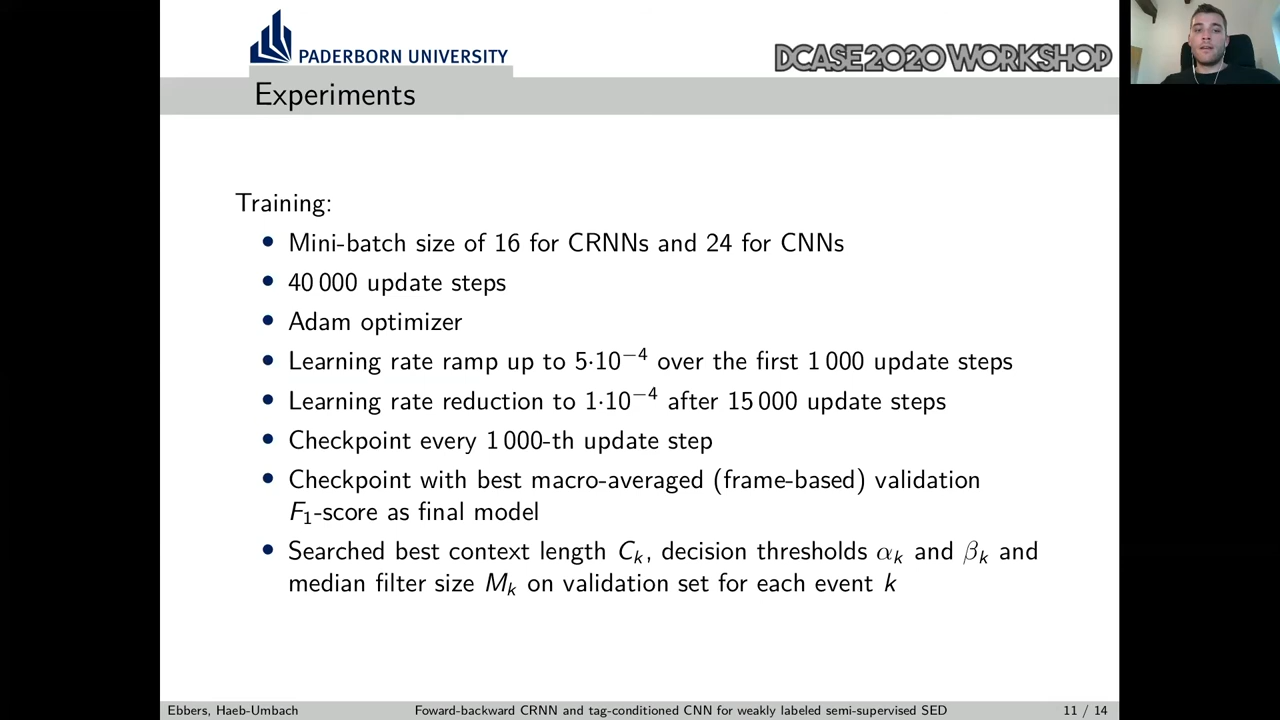 PADERBORN UNIVERSITY
DCASE2020 WORKSHOP
Experiments
Training:
• Mini-batch size of 16 for CRNNs and 24 for CNNs
• 40 000 update steps
• Adam optimizer
• Learning rate ramp up to 5·10⁻⁴ over the first 1 000 update steps
• Learning rate reduction to 1·10⁻⁴ after 15 000 update steps
• Checkpoint every 1 000-th update step
• Checkpoint with best macro-averaged (frame-based) validation
F₁-score as final model
• Searched best context length Cₖ, decision thresholds αₖ and βₖ and
median filter size Mₖ on validation set for each event k
Ebbers, Haeb-Umbach Foward-backward CRNN and tag-conditioned CNN for weakly labeled semi-supervised SED 11 / 14